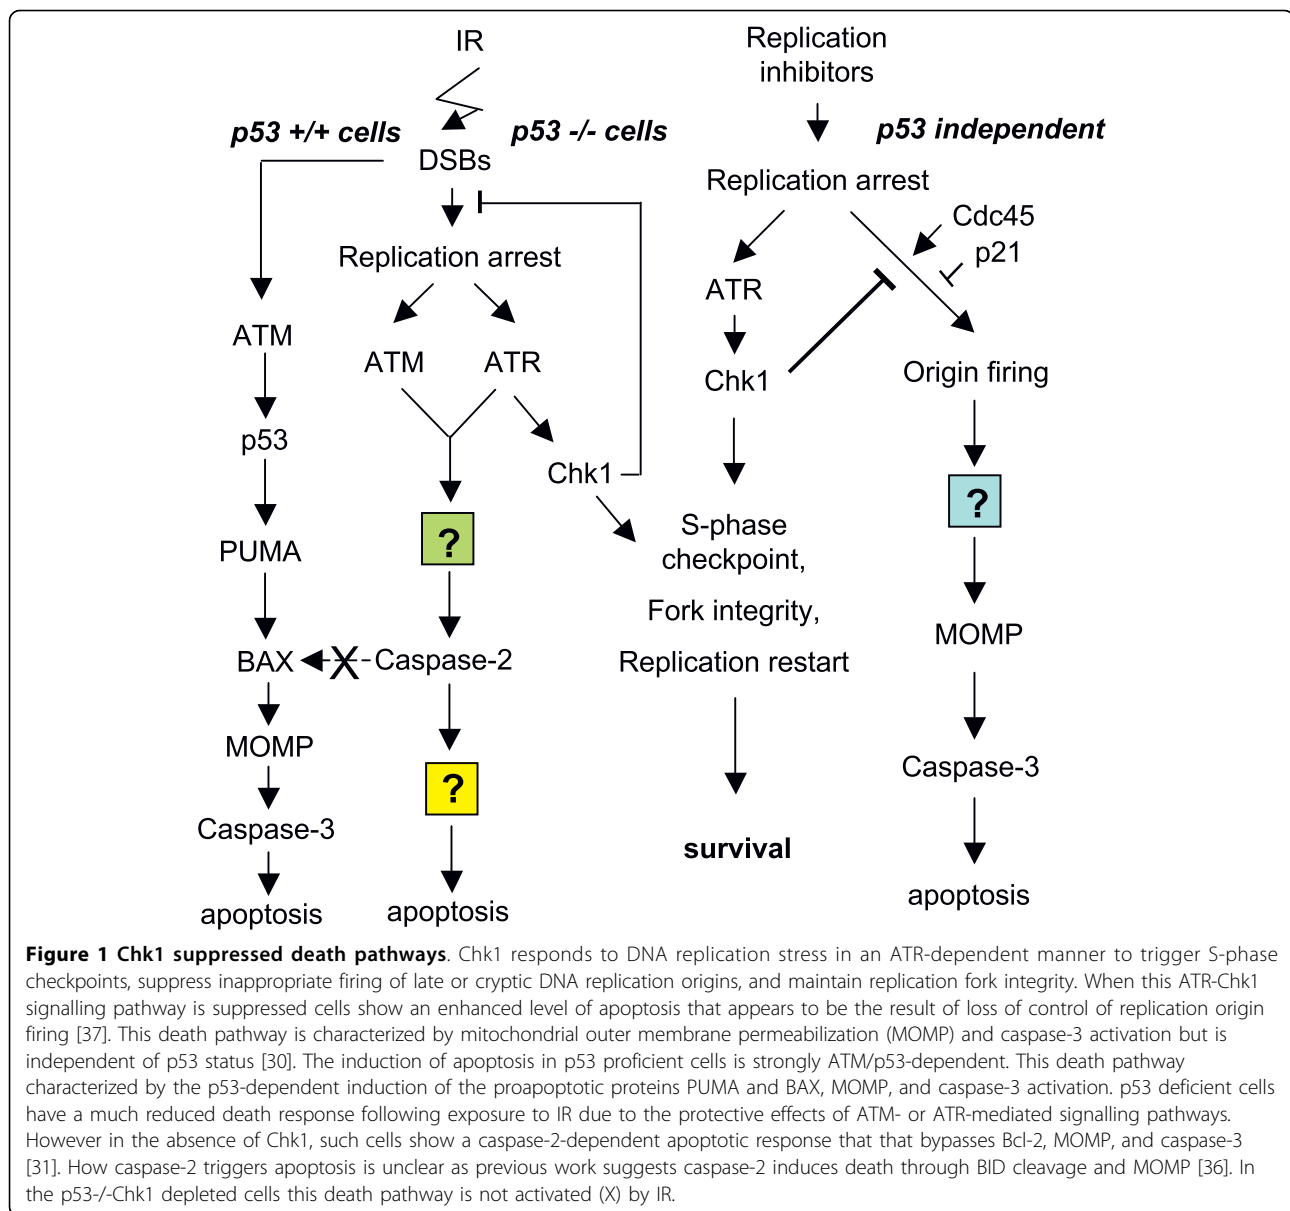 IR
Replication
inhibitors
p53 +/+ cells
p53 -/- cells
p53 independent
DSBs
Replication arrest
Cdc45
p21
Replication arrest
ATR
ATM
ATM
ATR
Chk1
Origin firing
p53
Chk1
?
?
S-phase
checkpoint,
PUMA
Fork integrity,
MOMP
BAX
X
Caspase-2
Replication restart
MOMP
Caspase-3
?
Caspase-3
survival
apoptosis
apoptosis
apoptosis
Figure 1 Chk1 suppressed death pathways. Chk1 responds to DNA replication stress in an ATR-dependent manner to trigger S-phase
checkpoints, suppress inappropriate firing of late or cryptic DNA replication origins, and maintain replication fork integrity. When this ATR-Chk1
signalling pathway is suppressed cells show an enhanced level of apoptosis that appears to be the result of loss of control of replication origin
firing [37]. This death pathway is characterized by mitochondrial outer membrane permeabilization (MOMP) and caspase-3 activation but is
independent of p53 status [30]. The induction of apoptosis in p53 proficient cells is strongly ATM/p53-dependent. This death pathway
characterized by the p53-dependent induction of the proapoptotic proteins PUMA and BAX, MOMP, and caspase-3 activation. p53 deficient cells
have a much reduced death response following exposure to IR due to the protective effects of ATM- or ATR-mediated signalling pathways.
However in the absence of Chk1, such cells show a caspase-2-dependent apoptotic response that that bypasses Bcl-2, MOMP, and caspase-3
[31]. How caspase-2 triggers apoptosis is unclear as previous work suggests caspase-2 induces death through BID cleavage and MOMP [36]. In
the p53-/-Chk1 depleted cells this death pathway is not activated (X) by IR.